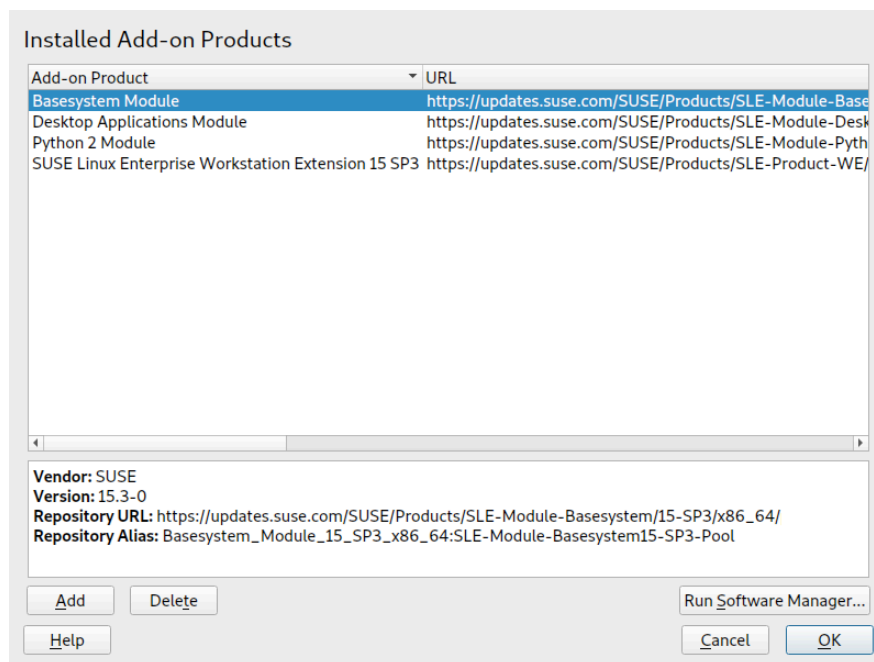 Installed Add-on Products
Add-on Product URL
Basesystem Module https://updates.suse.com/SUSE/Products/SLE-Module-Base
Desktop Applications Module https://updates.suse.com/SUSE/Products/SLE-Module-Desk
Python 2 Module https://updates.suse.com/SUSE/Products/SLE-Module-Pyth
SUSE Linux Enterprise Workstation Extension 15 SP3 https://updates.suse.com/SUSE/Products/SLE-Product-WE/
Vendor: SUSE
Version: 15.3-0
Repository URL: https://updates.suse.com/SUSE/Products/SLE-Module-Basesystem/15-SP3/x86_64/
Repository Alias: Basesystem_Module_15_SP3_x86_64:SLE-Module-Basesystem15-SP3-Pool
Add Delete Run Software Manager...
Help Cancel OK